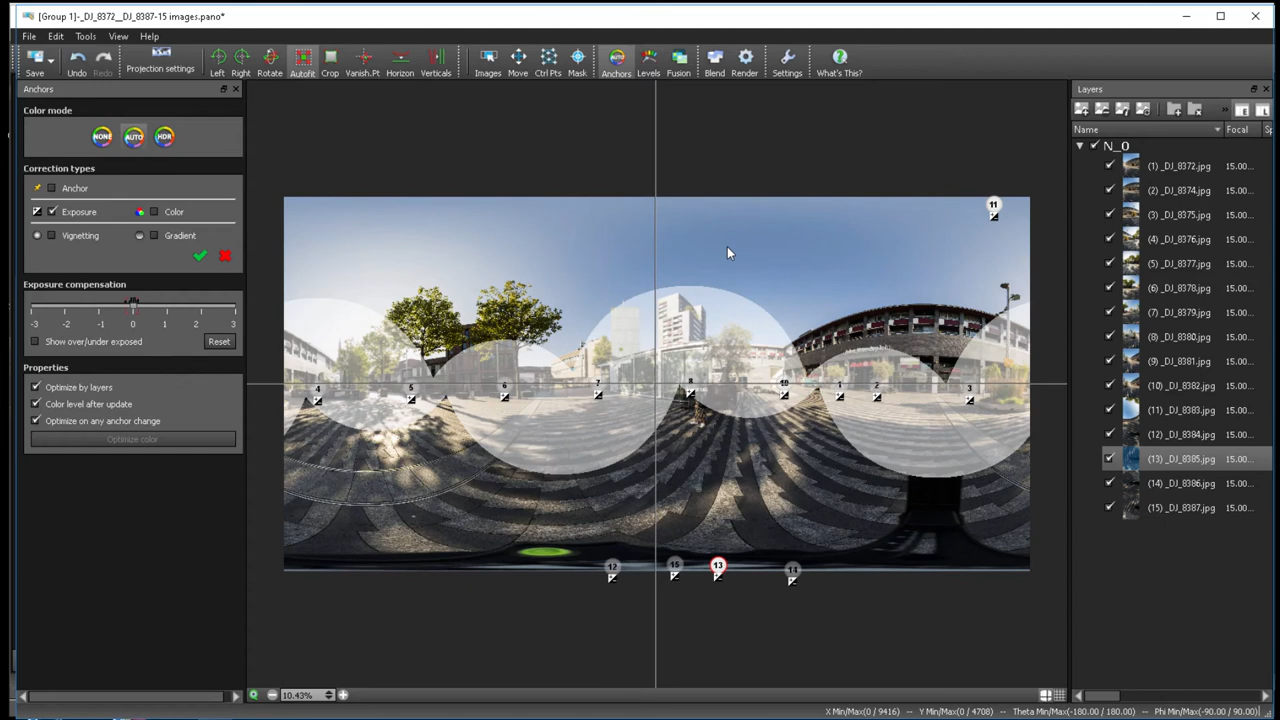 [Group 1]-_DJ_8372__DJ_8387-15 images.pano*
File Edit Tools View Help
Save Undo Redo Projection settings Left Right Rotate Autofit Crop Vanish.Pt Horizon Verticals Images Move Ctrl Pts Mask Anchors Levels Fusion Blend Render Settings What's This?
Anchors
Color mode
NONE AUTO HDR
Correction types
Anchor
Exposure Color
Vignetting Gradient
Exposure compensation
-3 -2 -1 0 1 2 3
Show over/under exposed Reset
Properties
Optimize by layers
Color level after update
Optimize on any anchor change
Optimize color
11
4 5 6 7 8 10 1 2 3
12 15 13 14
10.43%
Layers
Name Focal Sp
N_0
(1) _DJ_8372.jpg 15.00...
(2) _DJ_8374.jpg 15.00...
(3) _DJ_8375.jpg 15.00...
(4) _DJ_8376.jpg 15.00...
(5) _DJ_8377.jpg 15.00...
(6) _DJ_8378.jpg 15.00...
(7) _DJ_8379.jpg 15.00...
(8) _DJ_8380.jpg 15.00...
(9) _DJ_8381.jpg 15.00...
(10) _DJ_8382.jpg 15.00...
(11) _DJ_8383.jpg 15.00...
(12) _DJ_8384.jpg 15.00...
(13) _DJ_8385.jpg 15.00...
(14) _DJ_8386.jpg 15.00...
(15) _DJ_8387.jpg 15.00...
X Min/Max(0 / 9416) -- Y Min/Max(0 / 4708) -- Theta Min/Max(-180.00 / 180.00) -- Phi Min/Max(-90.00 / 90.00)